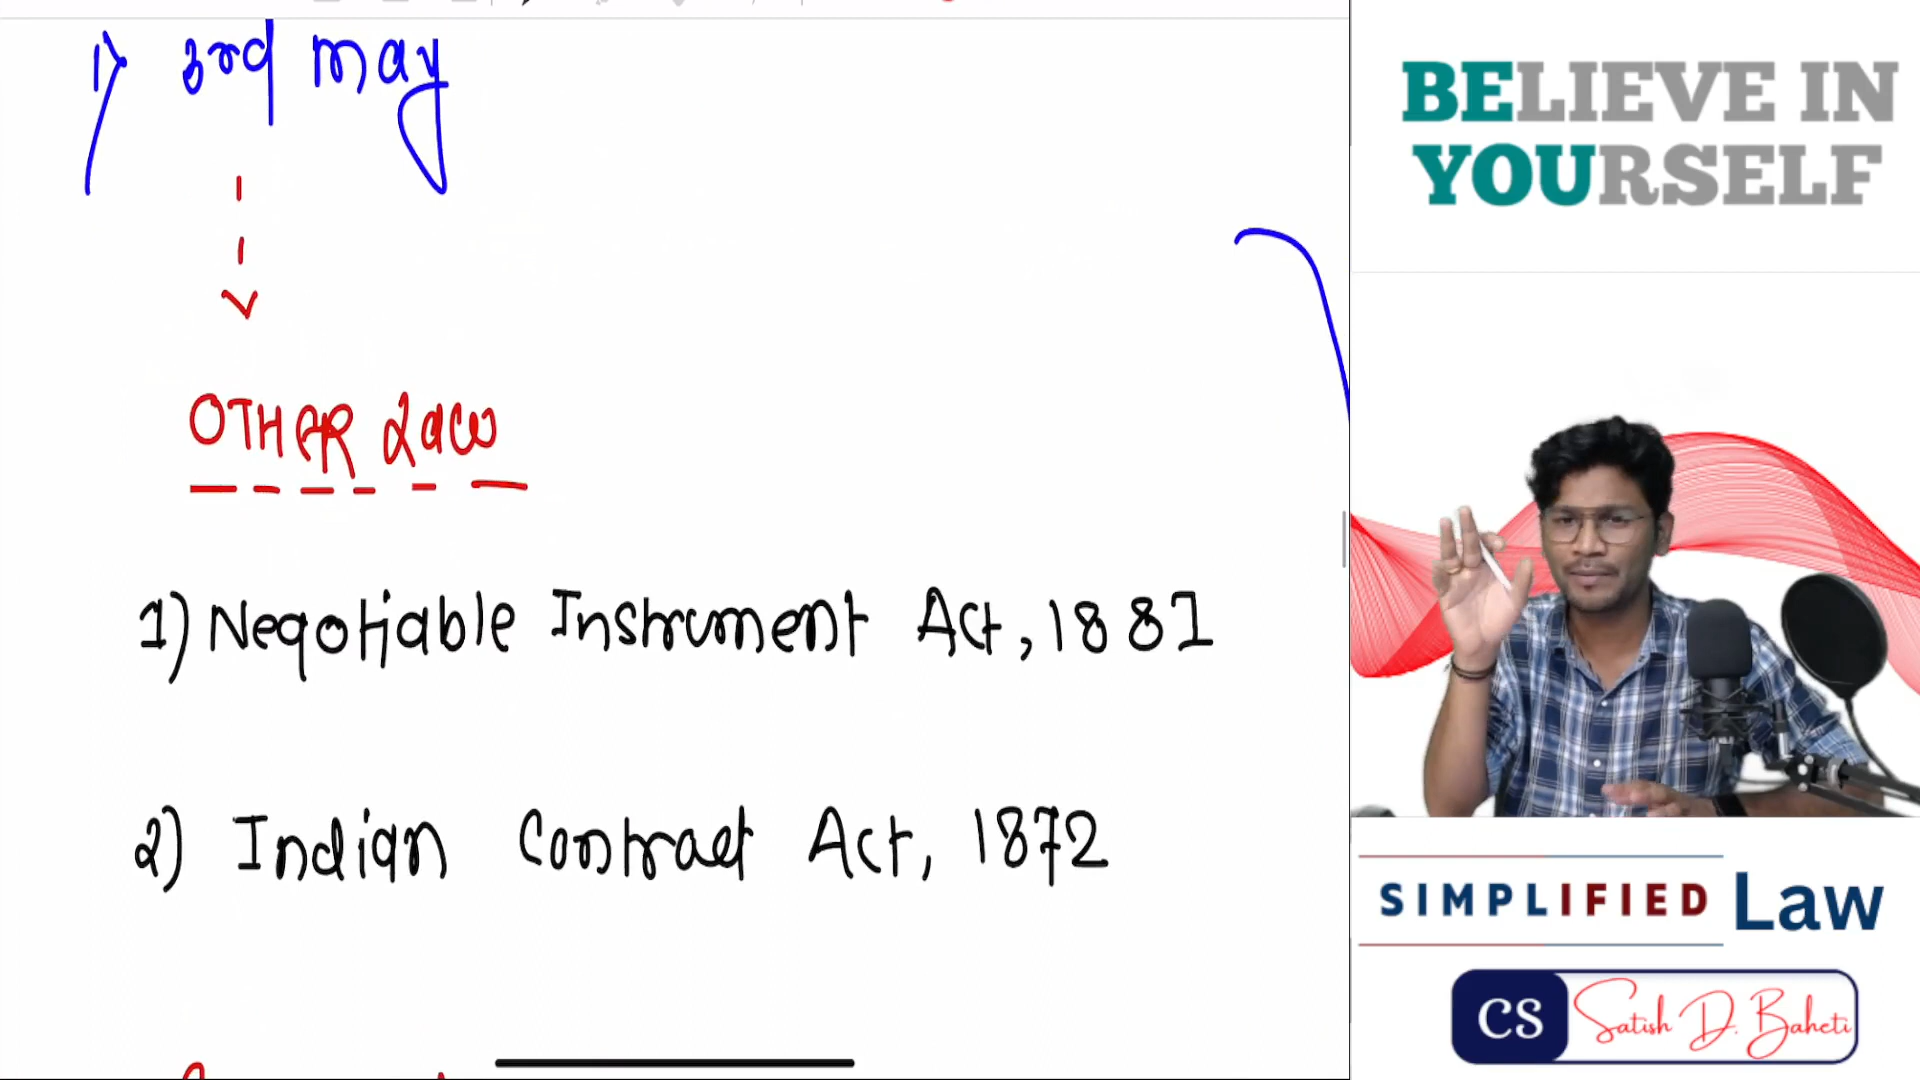 1) 3rd may
OTHER Law
1) Negotiable Instrument Act, 1881
2) Indian Contract Act, 1872
BELIEVE IN
YOURSELF
SIMPLIFIED Law
CS Satish D. Baheti